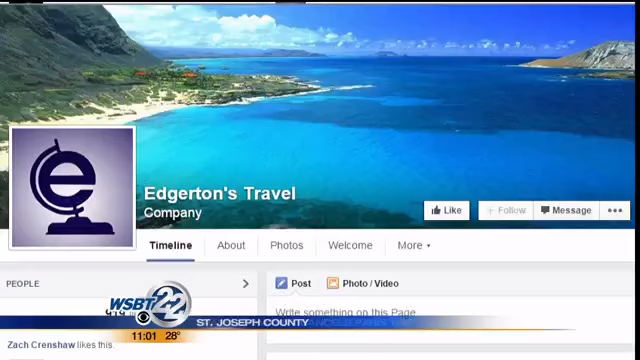 e
Edgerton's Travel
Company
Like
Follow
Message
Timeline
About
Photos
Welcome
More
PEOPLE
Post
Photo / Video
Write something on this Page
WSBT 22
ST. JOSEPH COUNTY
11:01 28°
Zach Crenshaw likes this.